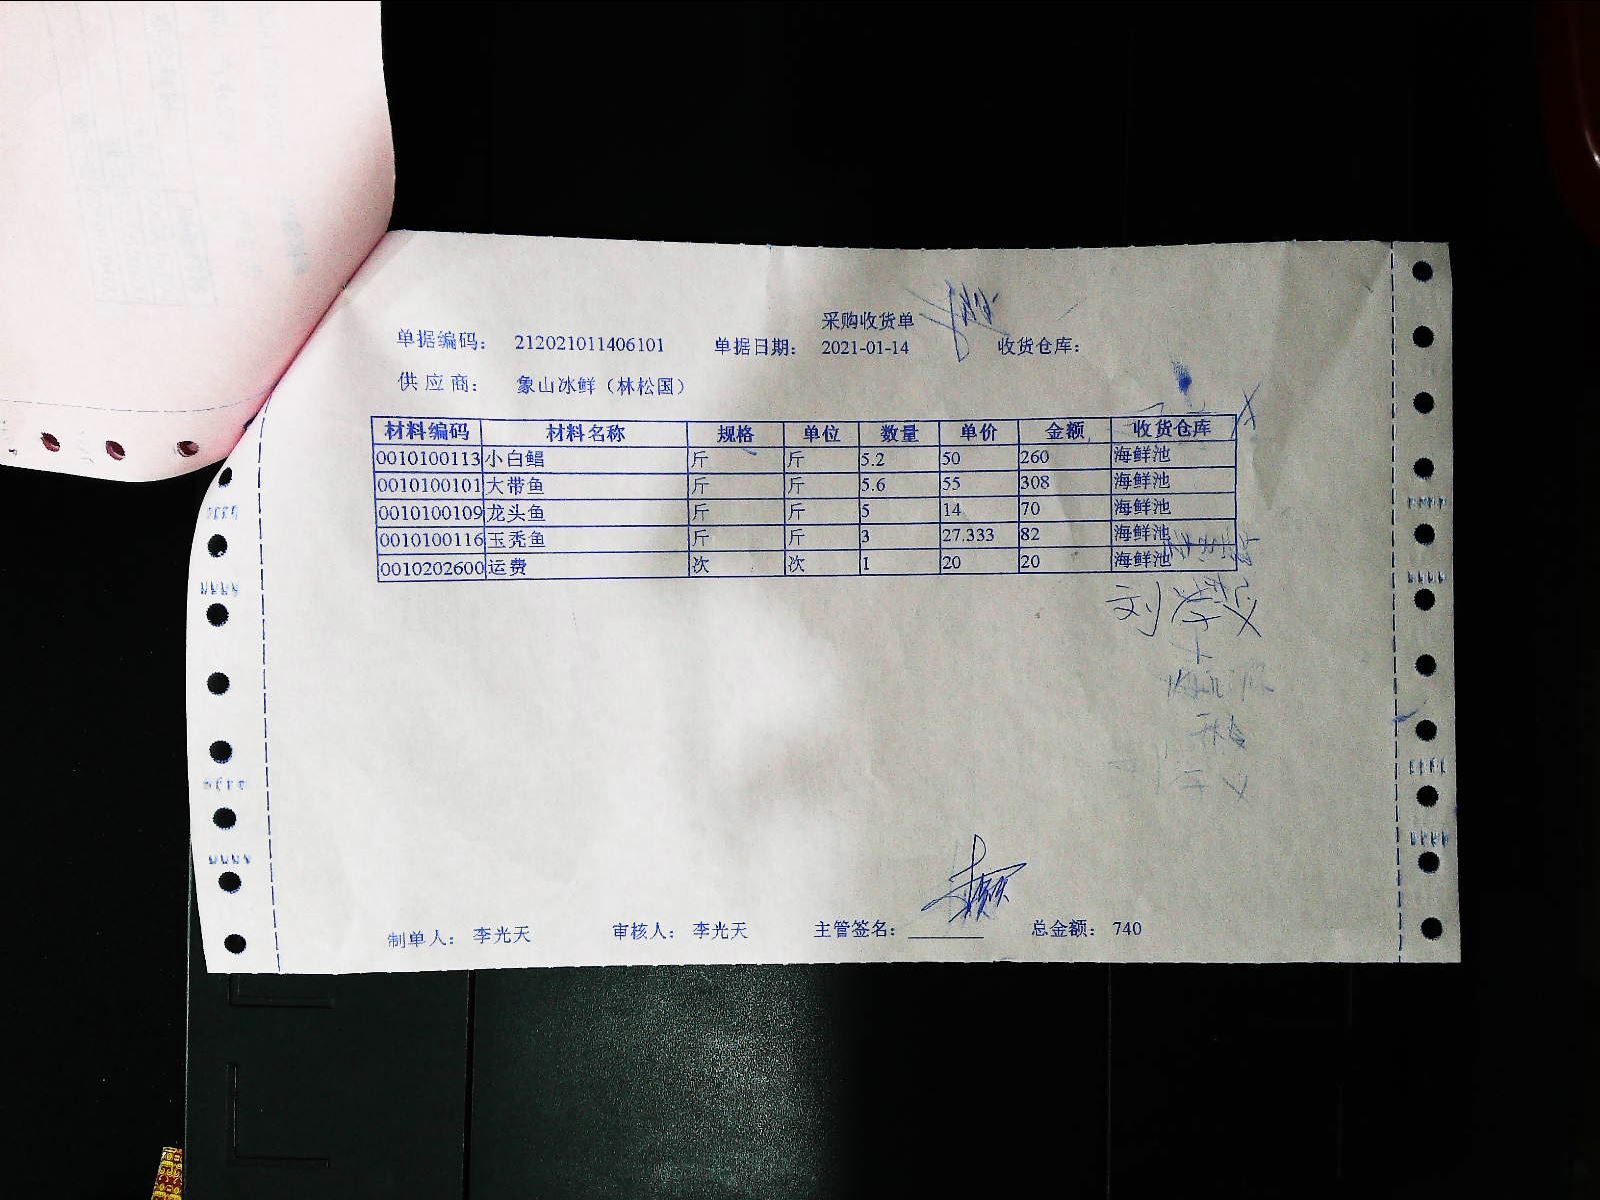 采购收货单
单据编码: 212021011406101 单据日期: 2021-01-14 收货仓库:
供应商: 象山冰鲜（林松国）
材料编码 材料名称 规格 单位 数量 单价 金额 收货仓库
0010100113 小白鲳 斤 斤 5.2 50 260 海鲜池
0010100101 大带鱼 斤 斤 5.6 55 308 海鲜池
0010100109 龙头鱼 斤 斤 5 14 70 海鲜池
0010100116 玉秃鱼 斤 斤 3 27.333 82 海鲜池
0010202600 运费 次 次 1 20 20 海鲜池
制单人: 李光天 审核人: 李光天 主管签名: 总金额: 740